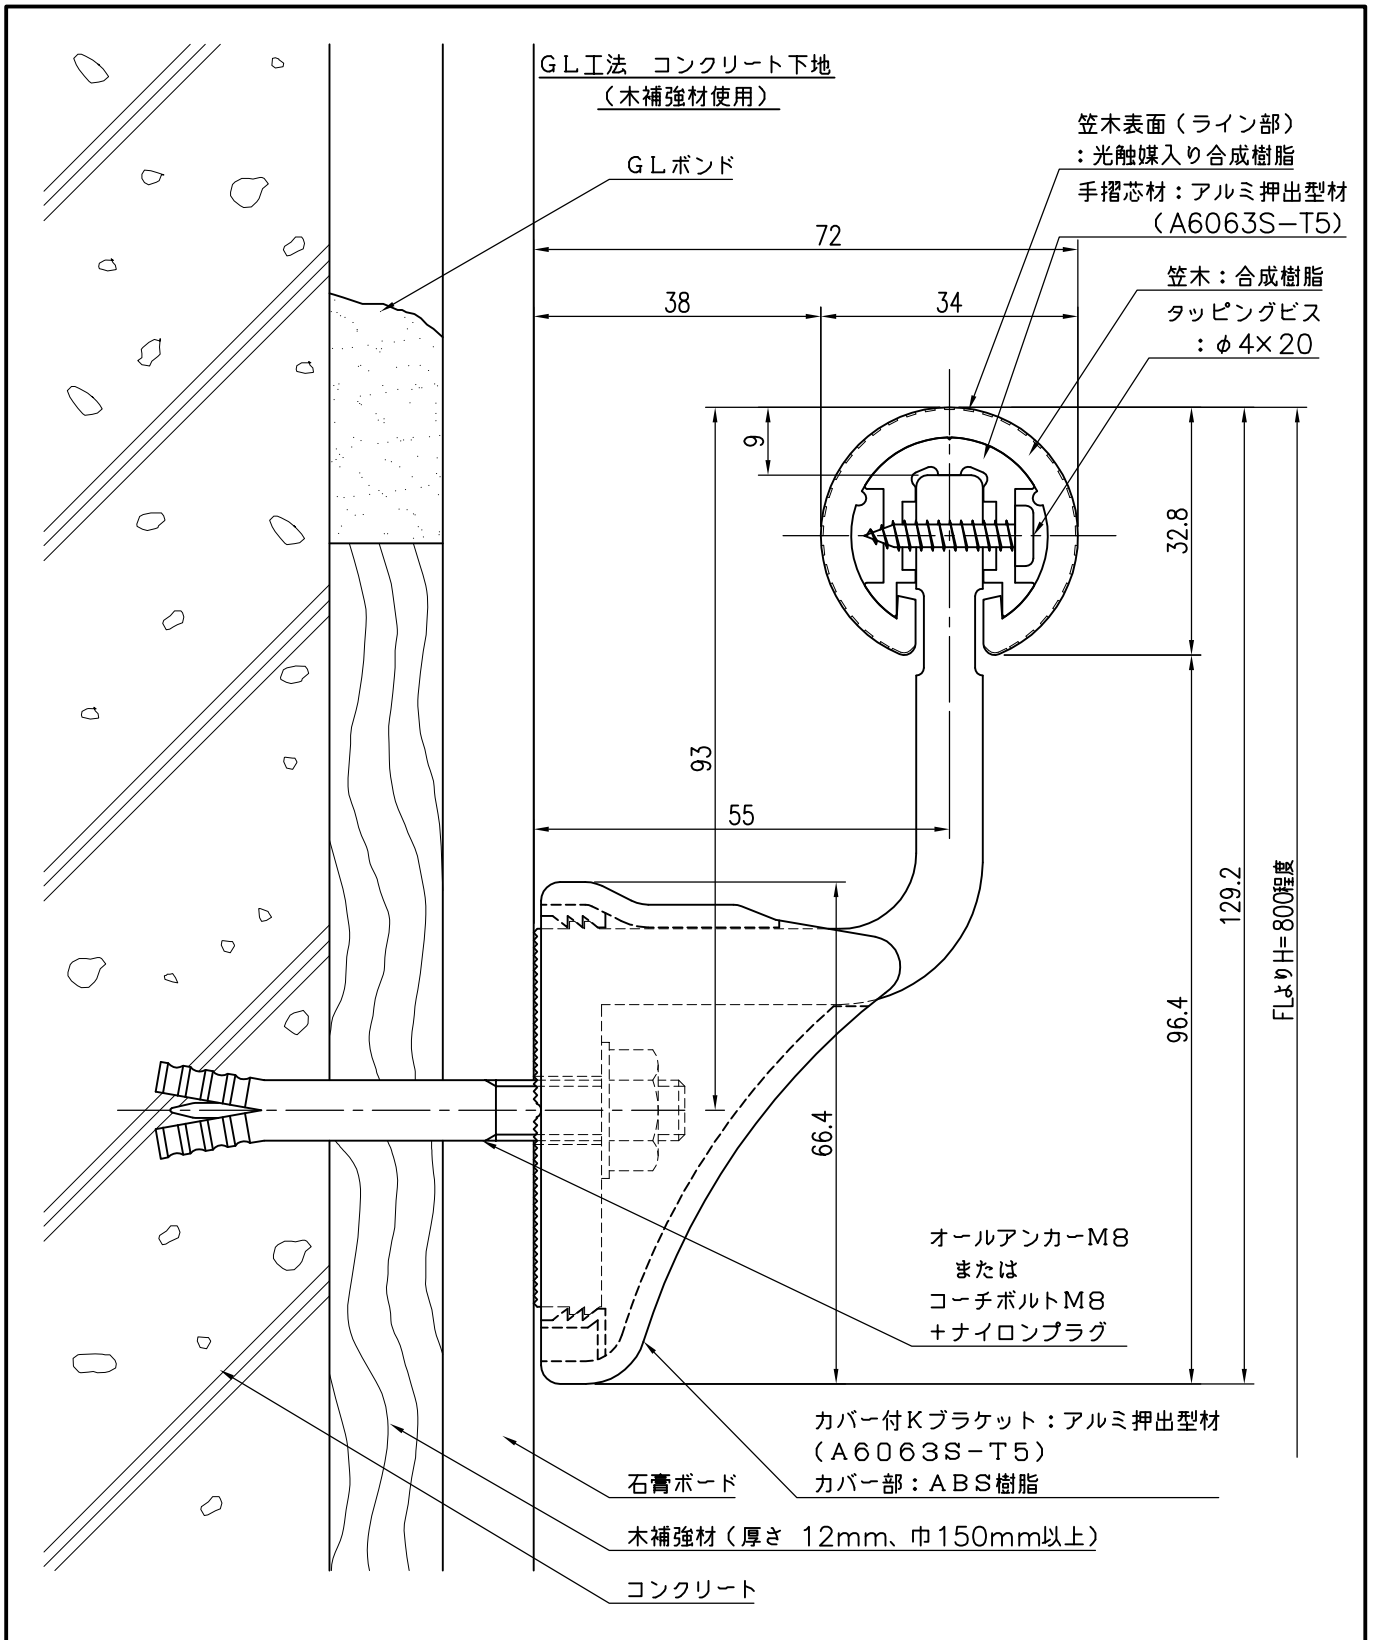 GL工法　コンクリート下地
（木補強材使用）
GLボンド
笠木表面（ライン部）
：光触媒入り合成樹脂
手摺芯材：アルミ押出型材
（A6063S−T5）
笠木：合成樹脂
タッピングビス
：φ4×20
72
38
34
9
32.8
93
55
129.2
FLよりH=800程度
96.4
66.4
オールアンカーM8
または
コーチボルトM8
＋ナイロンプラグ
カバー付Kブラケット：アルミ押出型材
（A6063S−T5）
カバー部：ABS樹脂
石膏ボード
木補強材（厚さ 12mm、巾150mm以上）
コンクリート